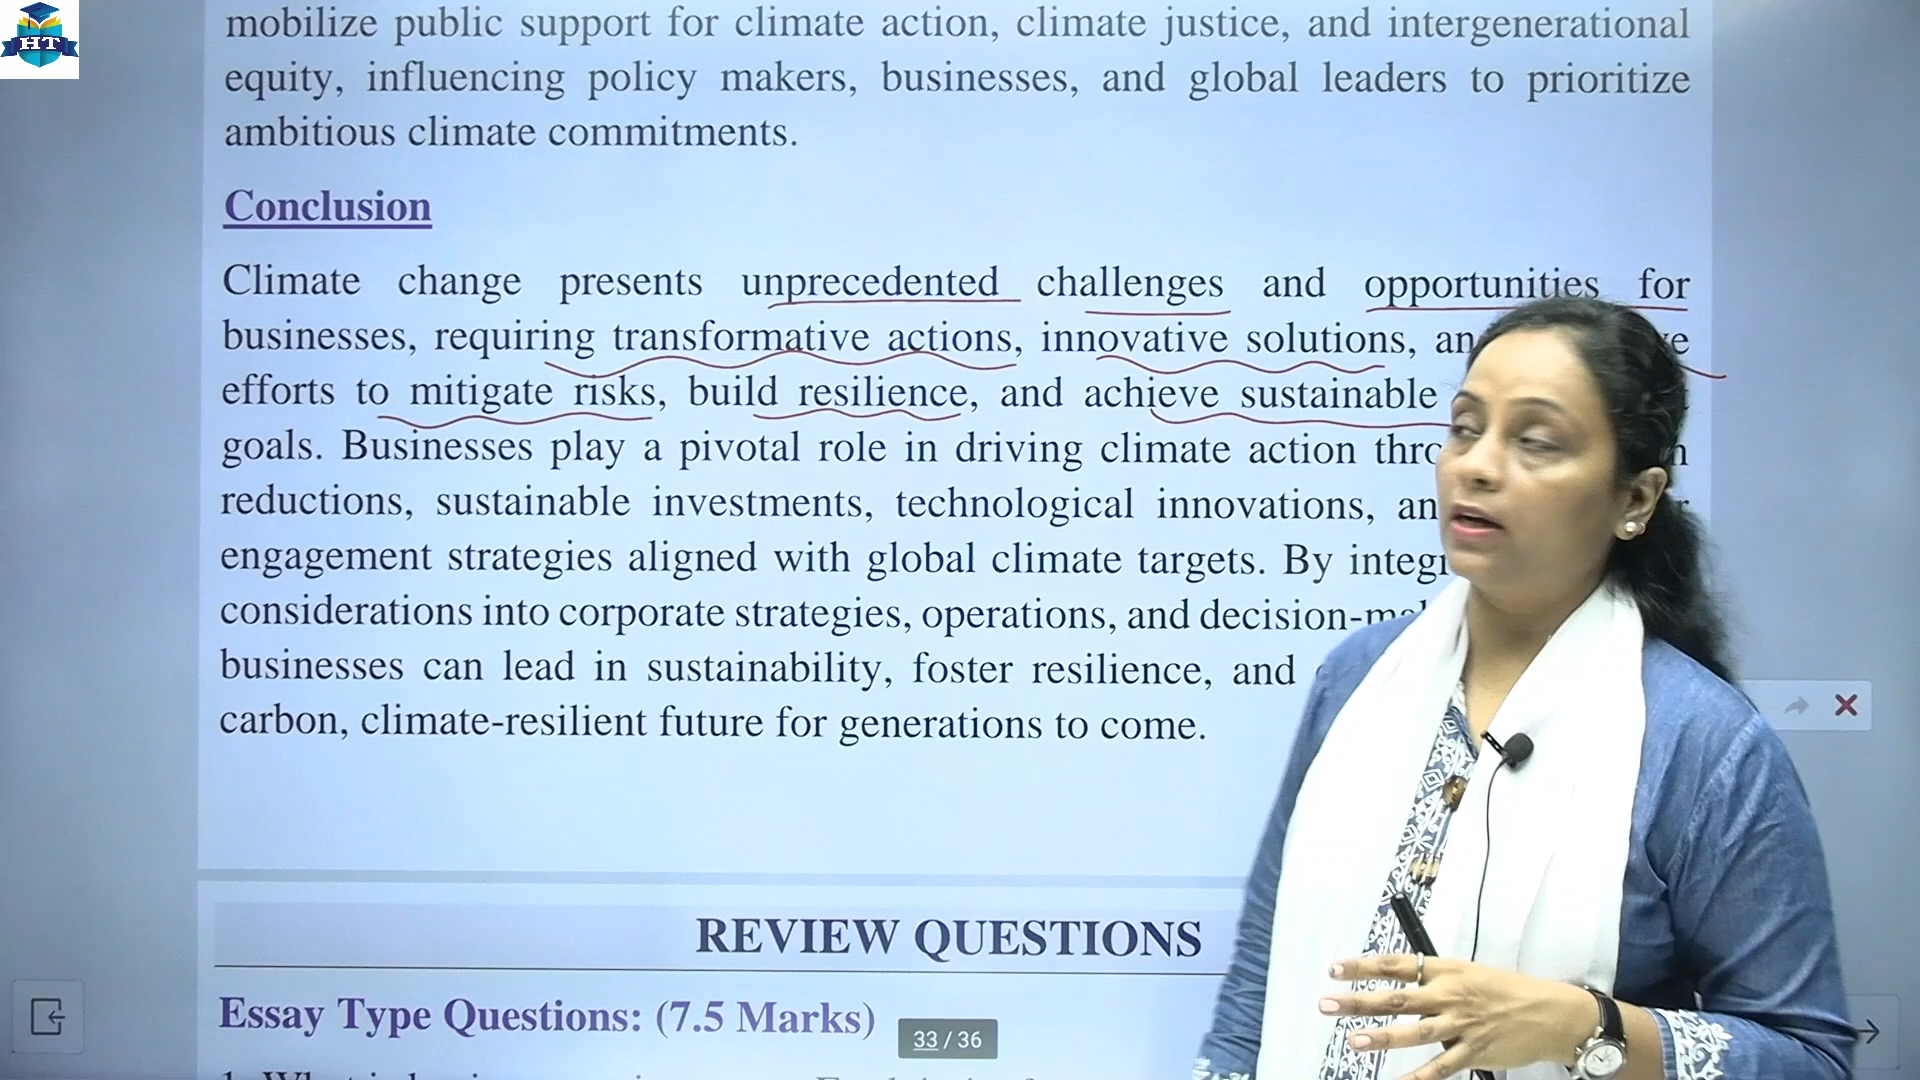 HT
mobilize public support for climate action, climate justice, and intergenerational
equity, influencing policy makers, businesses, and global leaders to prioritize
ambitious climate commitments.
Conclusion
Climate change presents unprecedented challenges and opportunities for
businesses, requiring transformative actions, innovative solutions,
efforts to mitigate risks, build resilience, and achieve sustainable
goals. Businesses play a pivotal role in driving climate action
reductions, sustainable investments, technological innovations,
engagement strategies aligned with global climate targets. By
considerations into corporate strategies, operations, and
businesses can lead in sustainability, foster resilience, and
carbon, climate-resilient future for generations to come.
REVIEW QUESTIONS
Essay Type Questions: (7.5 Marks)
33 / 36